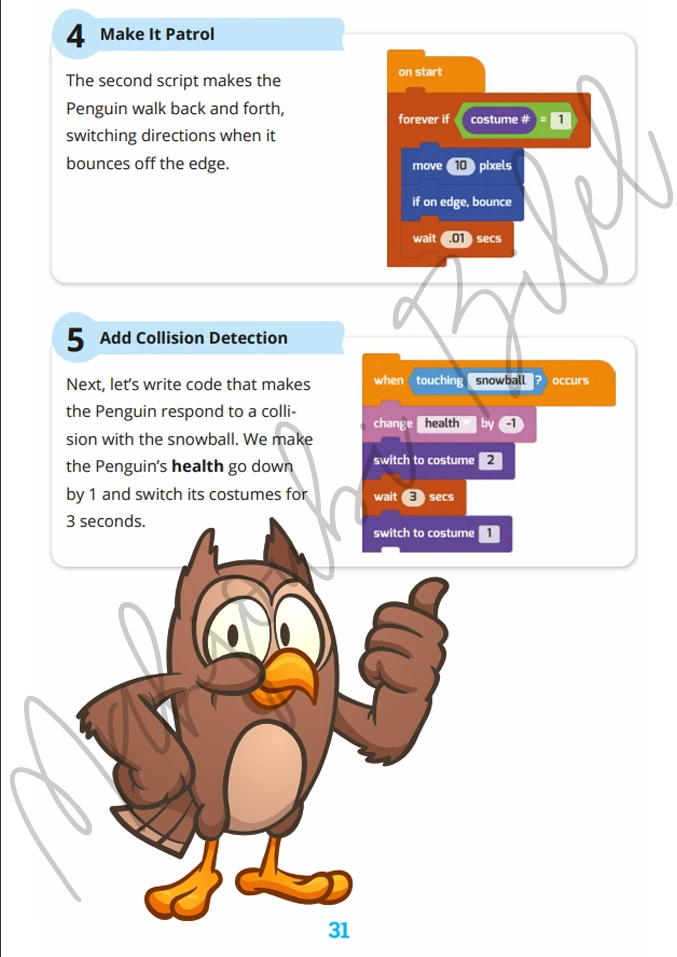 4 Make It Patrol
The second script makes the
Penguin walk back and forth,
switching directions when it
bounces off the edge.
on start
forever if costume # = 1
move 10 pixels
if on edge, bounce
wait .01 secs
5 Add Collision Detection
Next, let's write code that makes
the Penguin respond to a colli-
sion with the snowball. We make
the Penguin's health go down
by 1 and switch its costumes for
3 seconds.
when touching snowball ? occurs
change health by -1
switch to costume 2
wait 3 secs
switch to costume 1
31